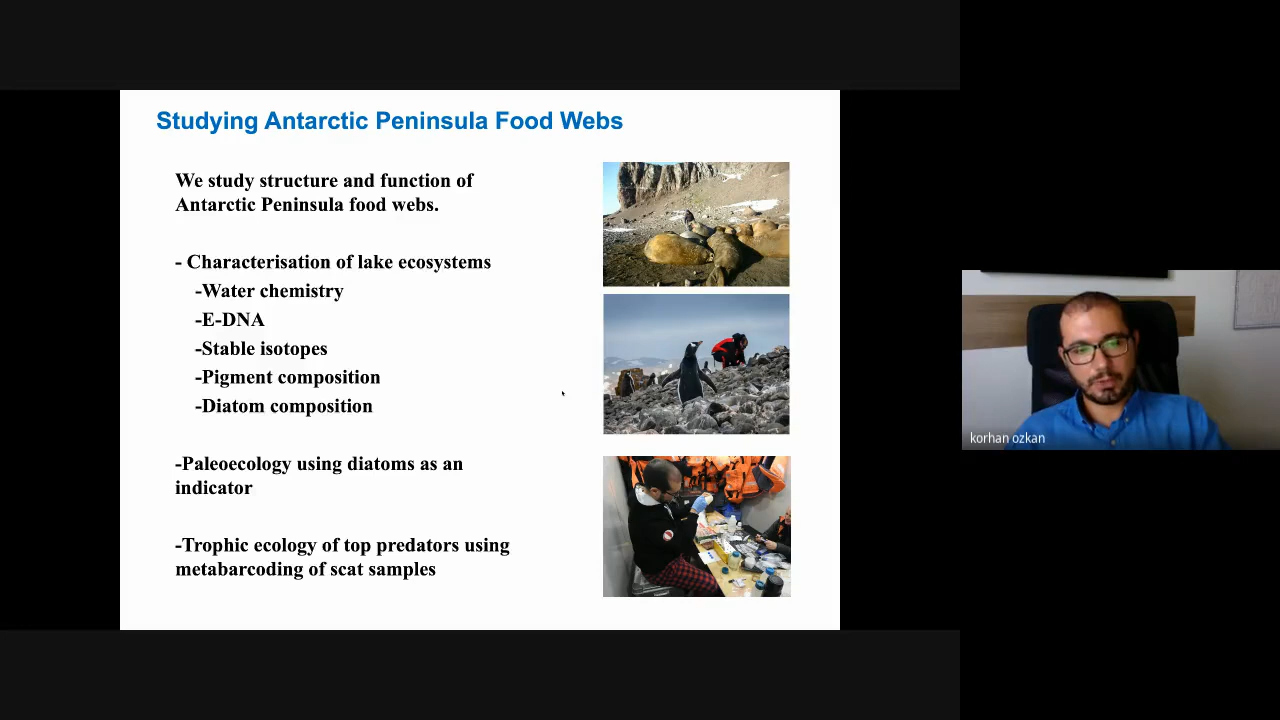 Studying Antarctic Peninsula Food Webs
We study structure and function of
Antarctic Peninsula food webs.
- Characterisation of lake ecosystems
-Water chemistry
-E-DNA
-Stable isotopes
-Pigment composition
-Diatom composition
-Paleoecology using diatoms as an
indicator
-Trophic ecology of top predators using
metabarcoding of scat samples
korhan ozkan